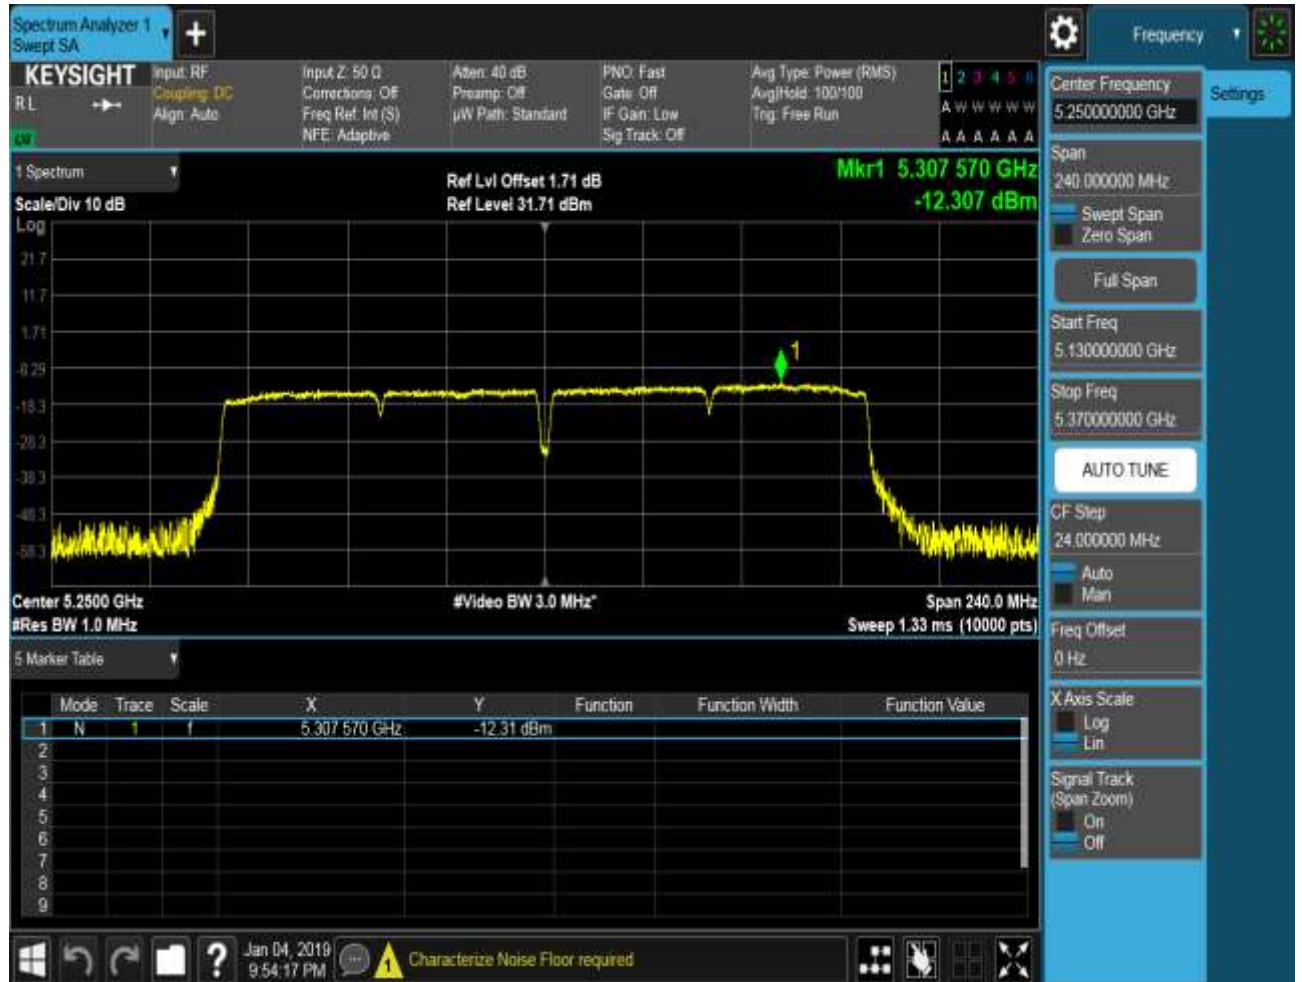 Spectrum Analyzer 1
Swept SA
Frequency
KEYSIGHT
R L
Input: RF
Coupling: DC
Align: Auto
Input Z: 50 Ω
Corrections: Off
Freq Ref: Int (S)
NFE: Adaptive
Atten: 40 dB
Preamp: Off
µW Path: Standard
PNO: Fast
Gate: Off
IF Gain: Low
Sig Track: Off
Avg Type: Power (RMS)
Avg|Hold: 100/100
Trig: Free Run
1 2 3 4 5 6
A W W W W W
A A A A A A
1 Spectrum
Scale/Div 10 dB
Ref Lvl Offset 1.71 dB
Ref Level 31.71 dBm
Mkr1 5.307 570 GHz
-12.307 dBm
Log
21.7
11.7
1.71
-8.29
-18.3
-28.3
-38.3
-48.3
-58.3
1
Center 5.2500 GHz
#Res BW 1.0 MHz
#Video BW 3.0 MHz*
Span 240.0 MHz
Sweep 1.33 ms (10000 pts)
5 Marker Table
Mode Trace Scale X Y Function Function Width Function Value
1 N 1 f 5.307 570 GHz -12.31 dBm
2
3
4
5
6
7
8
9
Jan 04, 2019
9:54:17 PM
Characterize Noise Floor required
Center Frequency
5.250000000 GHz
Settings
Span
240.000000 MHz
Swept Span
Zero Span
Full Span
Start Freq
5.130000000 GHz
Stop Freq
5.370000000 GHz
AUTO TUNE
CF Step
24.000000 MHz
Auto
Man
Freq Offset
0 Hz
X Axis Scale
Log
Lin
Signal Track
(Span Zoom)
On
Off